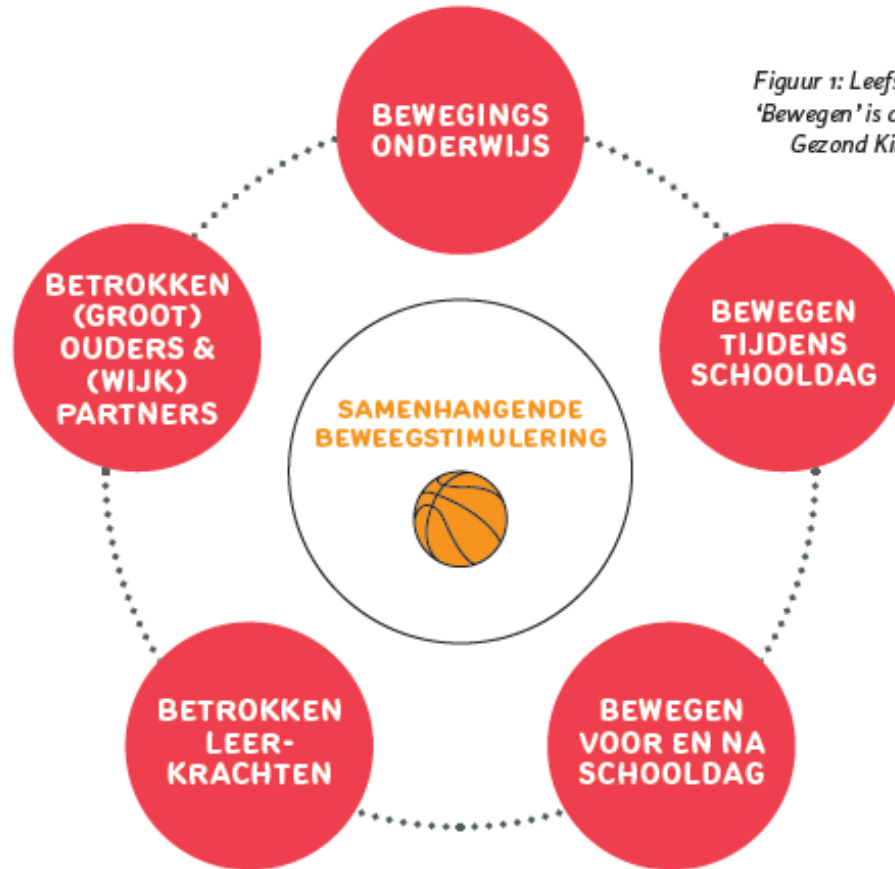 BEWEGINGS
ONDERWIJS
Figuur 1:
'Bewegen' is
Gezond
BETROKKEN
(GROOT)
OUDERS &
(WIJK)
PARTNERS
BEWEGEN
TIJDENS
SCHOOLDAG
SAMENHANGENDE
BEWEEGSTIMULERING
BETROKKEN
LEER-
KRACHTEN
BEWEGEN
VOOR EN NA
SCHOOLDAG